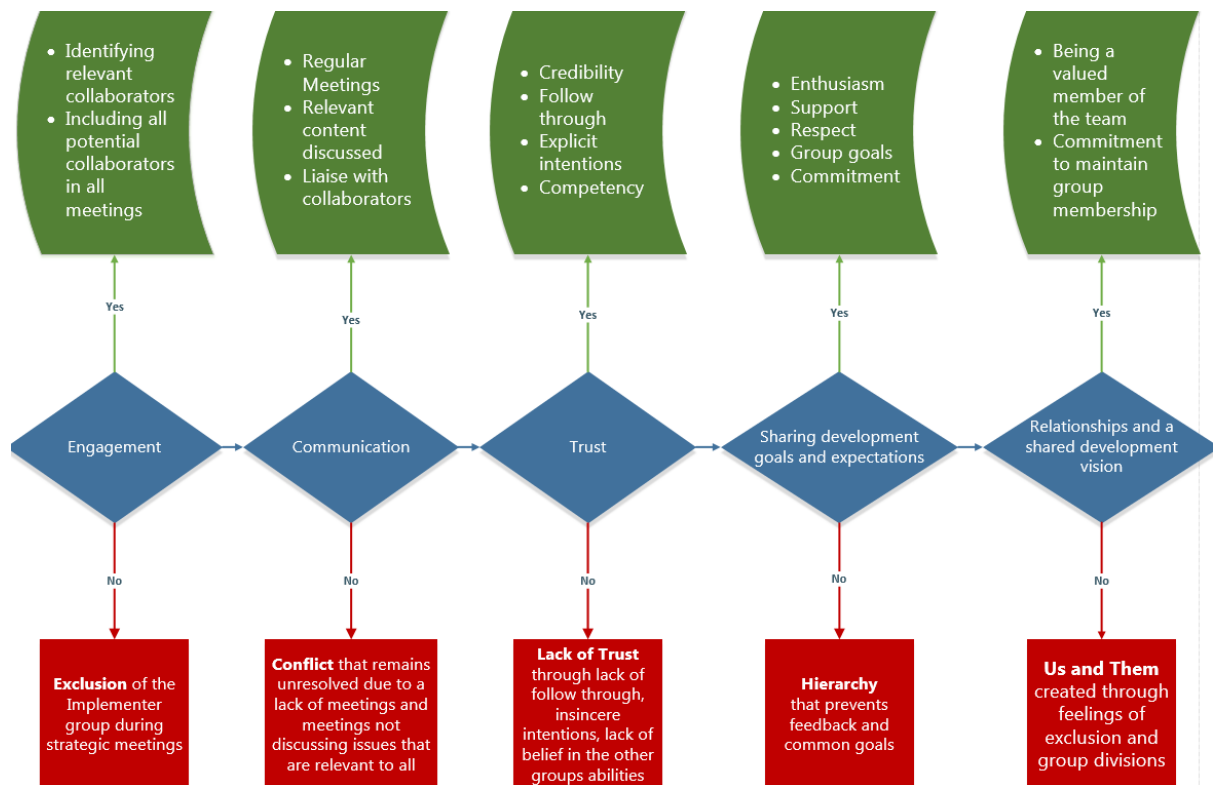 • Identifying
relevant
collaborators
• Including all
potential
collaborators
in all
meetings
• Regular
Meetings
• Relevant
content
discussed
• Liaise with
collaborators
• Credibility
• Follow
through
• Explicit
intentions
• Competency
• Enthusiasm
• Support
• Respect
• Group goals
• Commitment
• Being a
valued
member of
the team
• Commitment
to maintain
group
membership
Yes
Yes
Yes
Yes
Yes
Engagement
Communication
Trust
Sharing development
goals and expectations
Relationships and a
shared development
vision
No
No
No
No
No
Exclusion of the
Implementer
group during
strategic meetings
Conflict that remains
unresolved due to a
lack of meetings and
meetings not
discussing issues that
are relevant to all
Lack of Trust
through lack of
follow through,
insincere
intentions, lack of
belief in the other
groups abilities
Hierarchy
that prevents
feedback and
common goals
Us and Them
created through
feelings of
exclusion and
group divisions